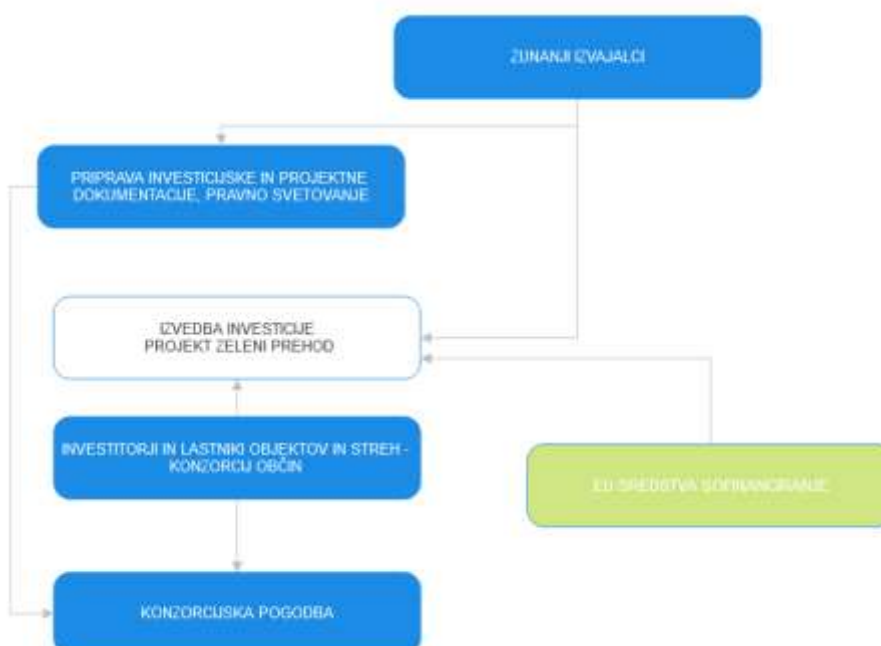 ZUNANJI IZVAJALCI
PRIPRAVA INVESTICIJSKE IN PROJEKTNE
DOKUMENTACIJE, PRAVNO SVETOVANJE
IZVEDBA INVESTICIJE
PROJEKT ZELENI PREHOD
INVESTITORJI IN LASTNIKI OBJEKTOV IN STREH -
KONZORCIJ OBČIN
EU SREDSTVA SOFINANCIRANJE
KONZORCIJSKA POGODBA